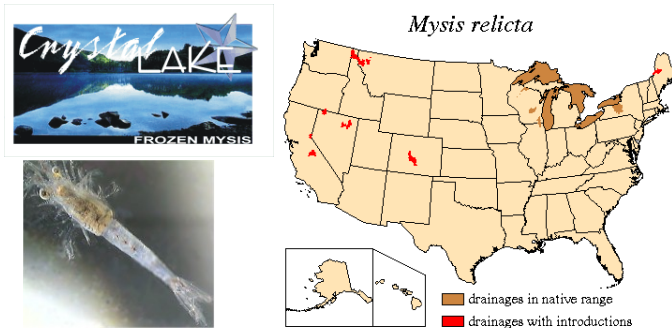 Crystal
LAKE
FROZEN MYSIS
Mysis relicta
drainages in native range
drainages with introductions